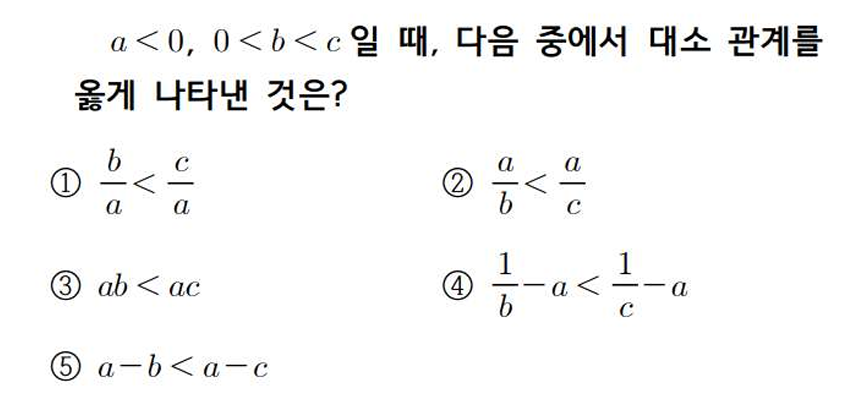 a < 0, 0 < b < c 일 때, 다음 중에서 대소 관계를
옳게 나타낸 것은?
① \frac{b}{a} < \frac{c}{a} ② \frac{a}{b} < \frac{a}{c}
③ ab < ac ④ \frac{1}{b} - a < \frac{1}{c} - a
⑤ a - b < a - c